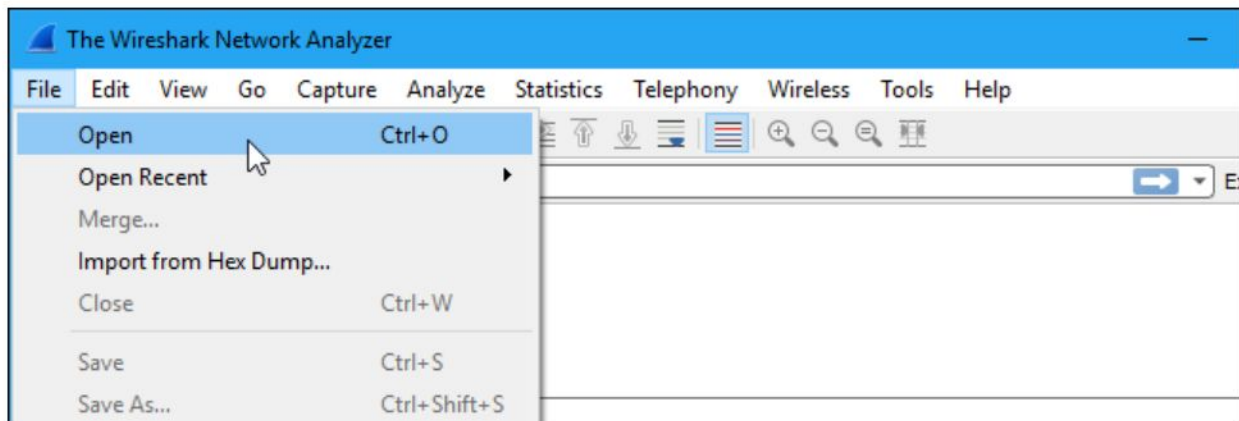 The Wireshark Network Analyzer
File Edit View Go Capture Analyze Statistics Telephony Wireless Tools Help
Open Ctrl+O
Open Recent
Merge...
Import from Hex Dump...
Close Ctrl+W
Save Ctrl+S
Save As... Ctrl+Shift+S